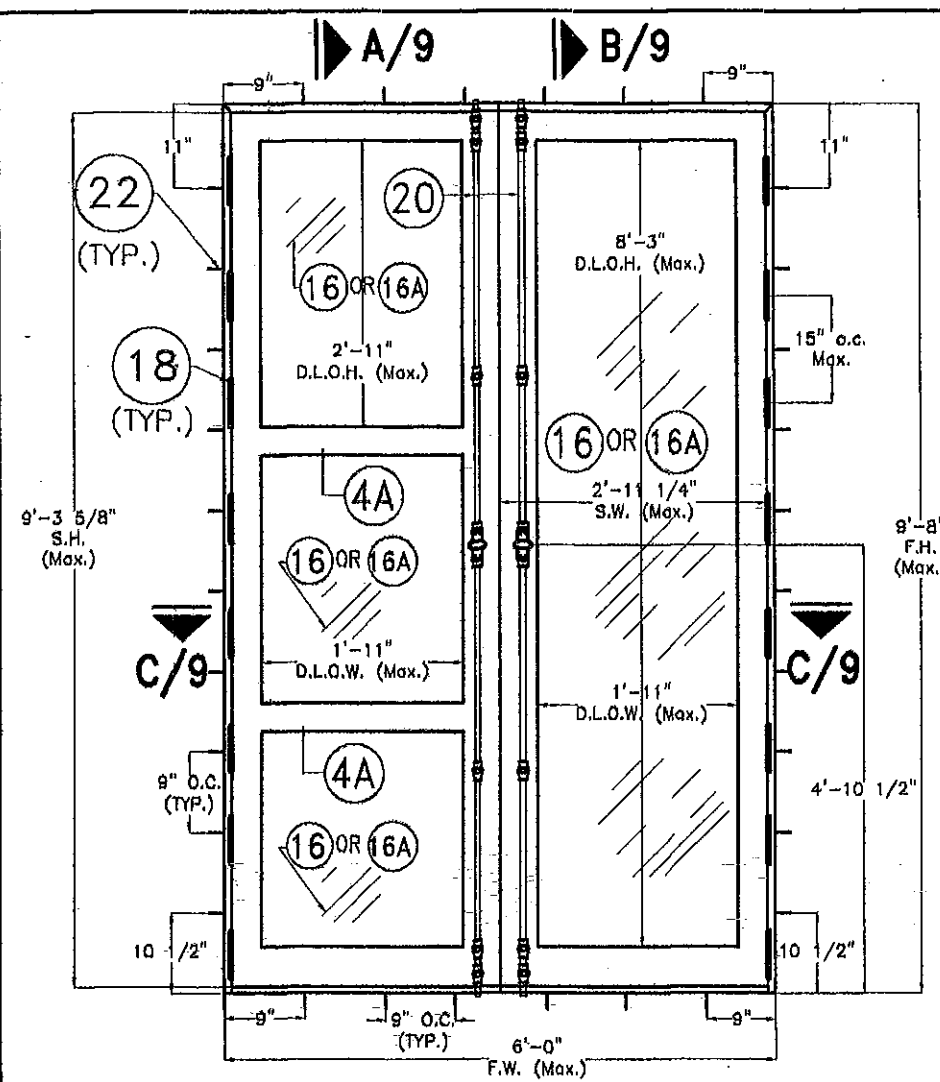 A/9
B/9
9"
9"
11"
11"
22
(TYP.)
20
8'-3"
D.L.O.H. (Max.)
16 OR 16A
2'-11"
D.L.O.H. (Max.)
15" o.c.
Max.
18
(TYP.)
16 OR 16A
4A
2'-11 1/4"
S.W. (Max.)
9'-3 5/8"
S.H.
(Max.)
F.H.
(Max.
16 OR 16A
C/9
C/9
1'-11"
D.L.O.W. (Max.)
1'-11"
D.L.O.W. (Max.)
9" O.C.
(TYP.)
4A
4'-10 1/2"
16 OR 16A
10 1/2"
10 1/2"
9"
9" O.C.
(TYP.)
9"
6'-0"
F.W. (Max.)